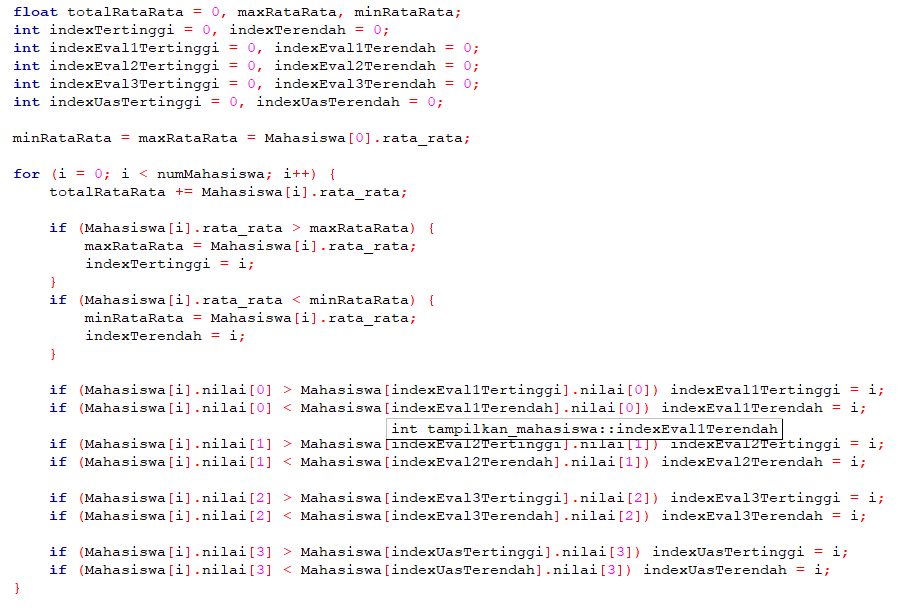 float totalRataRata = 0, maxRataRata, minRataRata;
int indexTertinggi = 0, indexTerendah = 0;
int indexEval1Tertinggi = 0, indexEval1Terendah = 0;
int indexEval2Tertinggi = 0, indexEval2Terendah = 0;
int indexEval3Tertinggi = 0, indexEval3Terendah = 0;
int indexUasTertinggi = 0, indexUasTerendah = 0;
minRataRata = maxRataRata = Mahasiswa[0].rata_rata;
for (i = 0; i < numMahasiswa; i++) {
totalRataRata += Mahasiswa[i].rata_rata;
if (Mahasiswa[i].rata_rata > maxRataRata) {
maxRataRata = Mahasiswa[i].rata_rata;
indexTertinggi = i;
}
if (Mahasiswa[i].rata_rata < minRataRata) {
minRataRata = Mahasiswa[i].rata_rata;
indexTerendah = i;
}
if (Mahasiswa[i].nilai[0] > Mahasiswa[indexEval1Tertinggi].nilai[0]) indexEval1Tertinggi = i;
if (Mahasiswa[i].nilai[0] < Mahasiswa[indexEval1Terendah].nilai[0]) indexEval1Terendah = i;
int tampilkan_mahasiswa::indexEval1Terendah
if (Mahasiswa[i].nilai[1] > Mahasiswa[indexEval2Tertinggi].nilai[1]) indexEval2Tertinggi = i;
if (Mahasiswa[i].nilai[1] < Mahasiswa[indexEval2Terendah].nilai[1]) indexEval2Terendah = i;
if (Mahasiswa[i].nilai[2] > Mahasiswa[indexEval3Tertinggi].nilai[2]) indexEval3Tertinggi = i;
if (Mahasiswa[i].nilai[2] < Mahasiswa[indexEval3Terendah].nilai[2]) indexEval3Terendah = i;
if (Mahasiswa[i].nilai[3] > Mahasiswa[indexUasTertinggi].nilai[3]) indexUasTertinggi = i;
if (Mahasiswa[i].nilai[3] < Mahasiswa[indexUasTerendah].nilai[3]) indexUasTerendah = i;
}